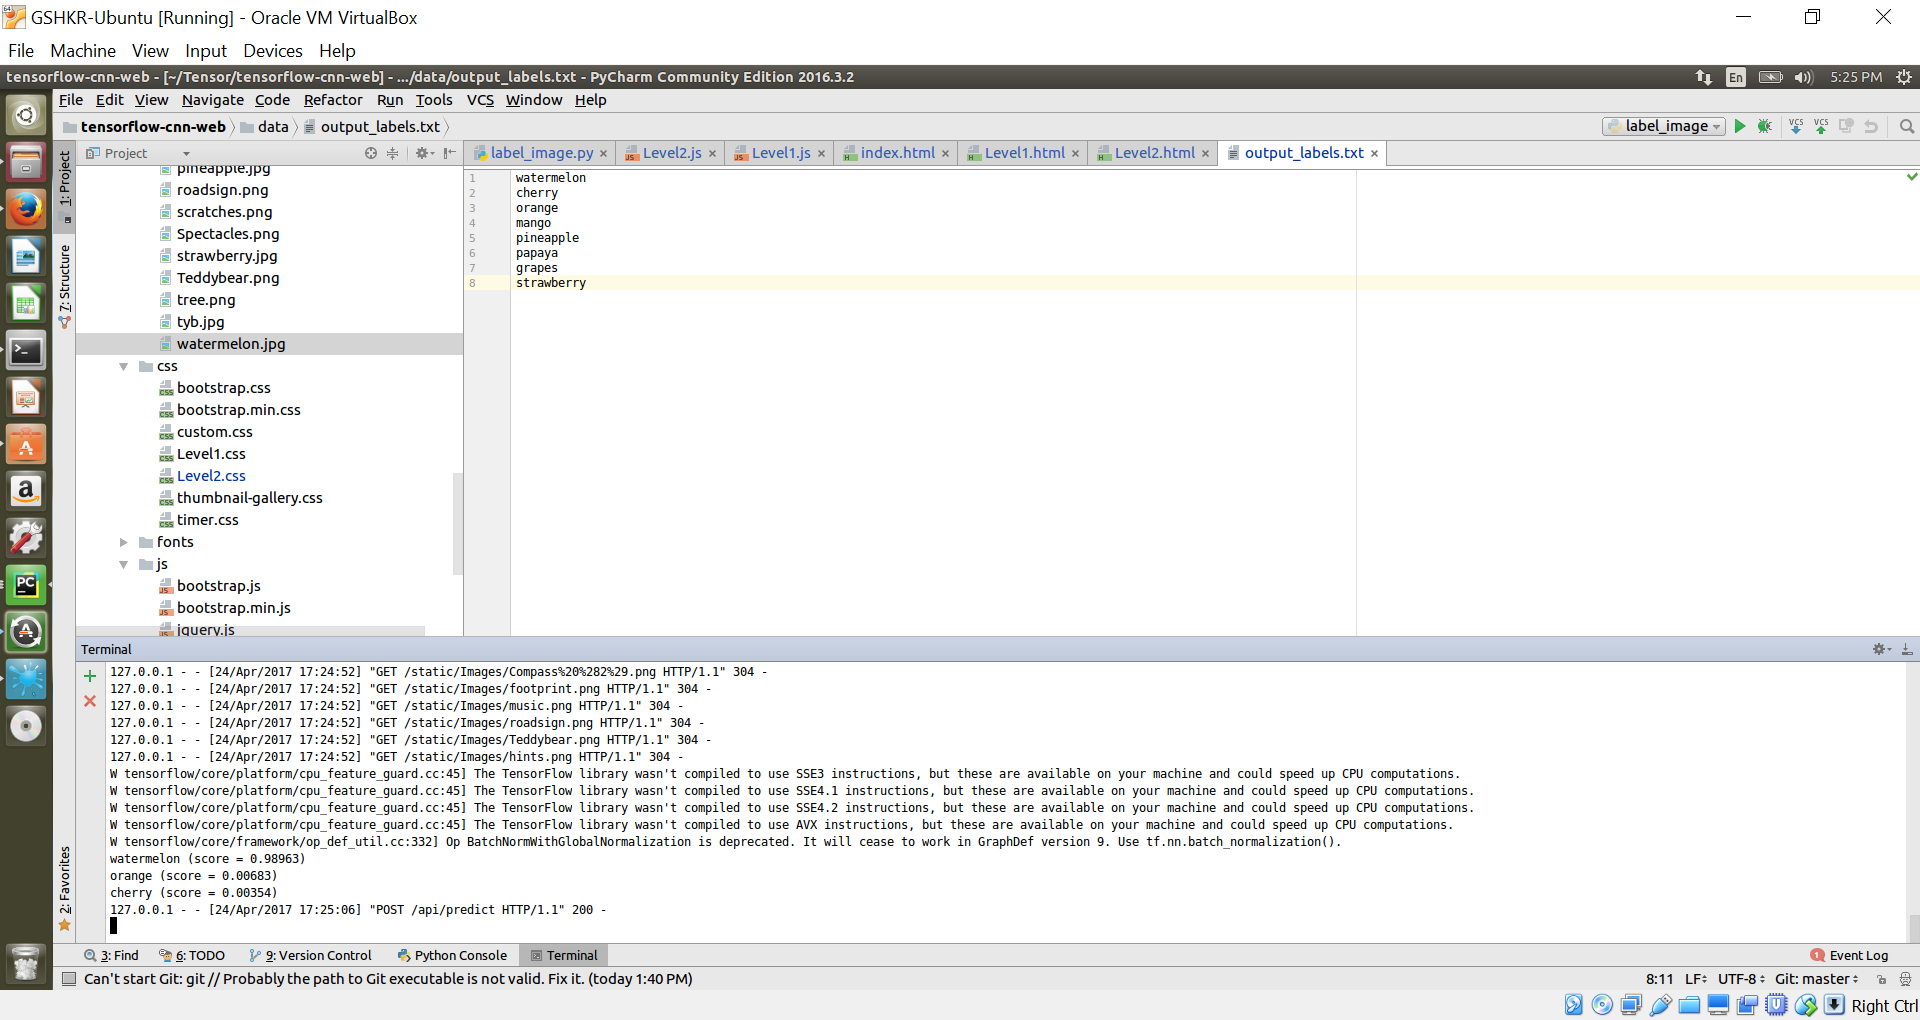 GSHKR-Ubuntu [Running] - Oracle VM VirtualBox
File Machine View Input Devices Help
tensorflow-cnn-web - [~/Tensor/tensorflow-cnn-web] - .../data/output_labels.txt - PyCharm Community Edition 2016.3.2
En 5:25 PM
File Edit View Navigate Code Refactor Run Tools VCS Window Help
tensorflow-cnn-web data output_labels.txt label_image VCS VCS
Project label_image.py Level2.js Level1.js index.html Level1.html Level2.html output_labels.txt
1: Project
7: Structure
2: Favorites
pineapple.jpg
roadsign.png
scratches.png
Spectacles.png
strawberry.jpg
Teddybear.png
tree.png
tyb.jpg
watermelon.jpg
css
bootstrap.css
bootstrap.min.css
custom.css
Level1.css
Level2.css
thumbnail-gallery.css
timer.css
fonts
js
bootstrap.js
bootstrap.min.js
jquery.js
1 watermelon
2 cherry
3 orange
4 mango
5 pineapple
6 papaya
7 grapes
8 strawberry
Terminal
127.0.0.1 - - [24/Apr/2017 17:24:52] "GET /static/Images/Compass%20%282%29.png HTTP/1.1" 304 -
127.0.0.1 - - [24/Apr/2017 17:24:52] "GET /static/Images/footprint.png HTTP/1.1" 304 -
127.0.0.1 - - [24/Apr/2017 17:24:52] "GET /static/Images/music.png HTTP/1.1" 304 -
127.0.0.1 - - [24/Apr/2017 17:24:52] "GET /static/Images/roadsign.png HTTP/1.1" 304 -
127.0.0.1 - - [24/Apr/2017 17:24:52] "GET /static/Images/Teddybear.png HTTP/1.1" 304 -
127.0.0.1 - - [24/Apr/2017 17:24:52] "GET /static/Images/hints.png HTTP/1.1" 304 -
W tensorflow/core/platform/cpu_feature_guard.cc:45] The TensorFlow library wasn't compiled to use SSE3 instructions, but these are available on your machine and could speed up CPU computations.
W tensorflow/core/platform/cpu_feature_guard.cc:45] The TensorFlow library wasn't compiled to use SSE4.1 instructions, but these are available on your machine and could speed up CPU computations.
W tensorflow/core/platform/cpu_feature_guard.cc:45] The TensorFlow library wasn't compiled to use SSE4.2 instructions, but these are available on your machine and could speed up CPU computations.
W tensorflow/core/platform/cpu_feature_guard.cc:45] The TensorFlow library wasn't compiled to use AVX instructions, but these are available on your machine and could speed up CPU computations.
W tensorflow/core/framework/op_def_util.cc:332] Op BatchNormWithGlobalNormalization is deprecated. It will cease to work in GraphDef version 9. Use tf.nn.batch_normalization().
watermelon (score = 0.98963)
orange (score = 0.00683)
cherry (score = 0.00354)
127.0.0.1 - - [24/Apr/2017 17:25:06] "POST /api/predict HTTP/1.1" 200 -
3: Find 6: TODO 9: Version Control Python Console Terminal 1 Event Log
Can't start Git: git // Probably the path to Git executable is not valid. Fix it. (today 1:40 PM) 8:11 LF UTF-8 Git: master
Right Ctrl